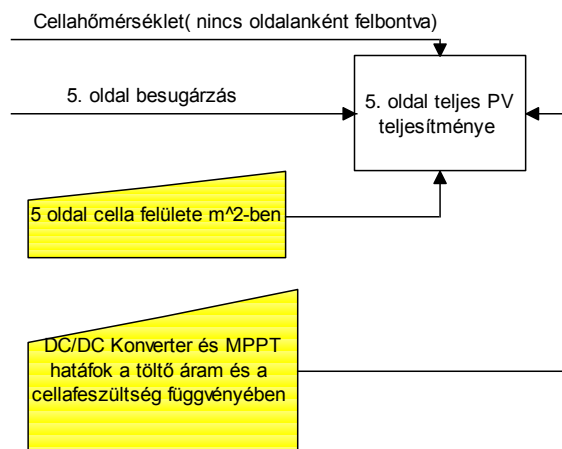 Cellahőmérséklet( nincs oldalanként felbontva)
5. oldal besugárzás
5. oldal teljes PV
teljesítménye
5 oldal cella felülete m^2-ben
DC/DC Konverter és MPPT
hatáfok a töltő áram és a
cellafeszültség függvényében